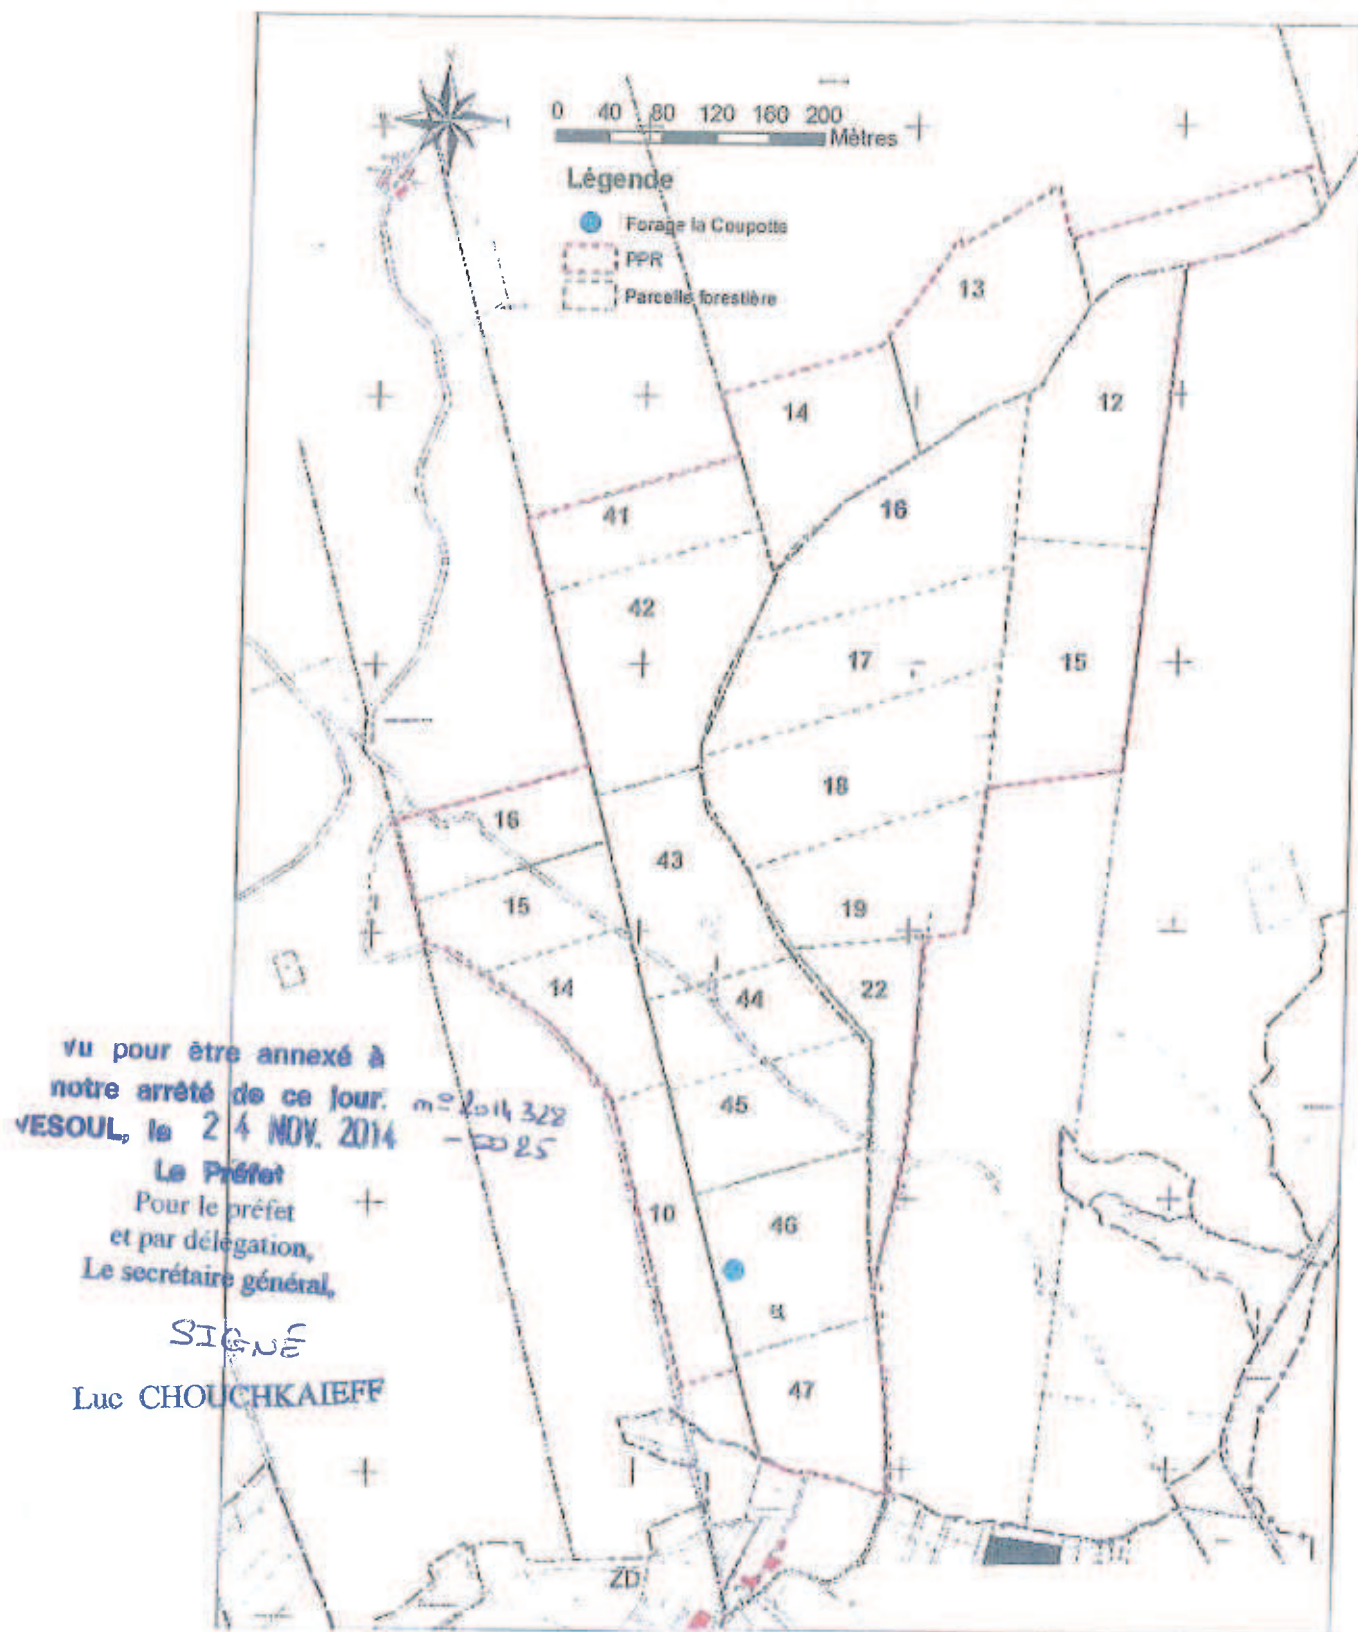 0 40 80 120 160 200
Mètres
Légende
Forage la Coupotte
PPR
Parcelle forestière
13
14
12
41
16
42
17
15
18
16
43
15
19
14
44
22
vu pour être annexé à
notre arrêté de ce jour. n° 2014 328
VESOUL, le 24 NOV. 2014 - 0025
45
Le Préfet
Pour le préfet
et par délégation,
Le secrétaire général,
10
46
SIGNÉ
47
Luc CHOUCHKAIEFF
ZD